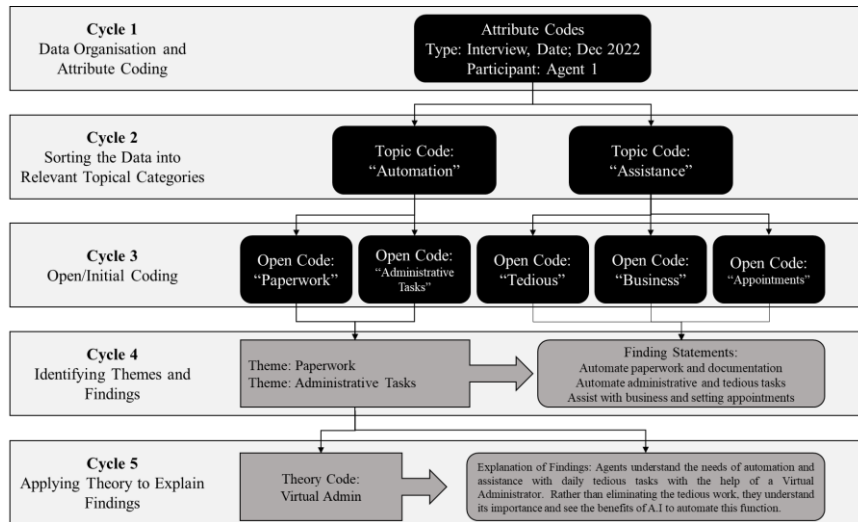 Cycle 1
Data Organisation and
Attribute Coding
Attribute Codes
Type: Interview, Date; Dec 2022
Participant: Agent 1
Cycle 2
Sorting the Data into
Relevant Topical Categories
Topic Code:
“Automation”
Topic Code:
“Assistance”
Cycle 3
Open/Initial Coding
Open Code:
“Paperwork”
Open Code:
“Administrative
Tasks”
Open Code:
“Tedious”
Open Code:
“Business”
Open Code:
“Appointments”
Cycle 4
Identifying Themes and
Findings
Theme: Paperwork
Theme: Administrative Tasks
Finding Statements:
Automate paperwork and documentation
Automate administrative and tedious tasks
Assist with business and setting appointments
Cycle 5
Applying Theory to Explain
Findings
Theory Code:
Virtual Admin
Explanation of Findings: Agents understand the needs of automation and
assistance with daily tedious tasks with the help of a Virtual
Administrator. Rather than eliminating the tedious work, they understand
its importance and see the benefits of A.I to automate this function.